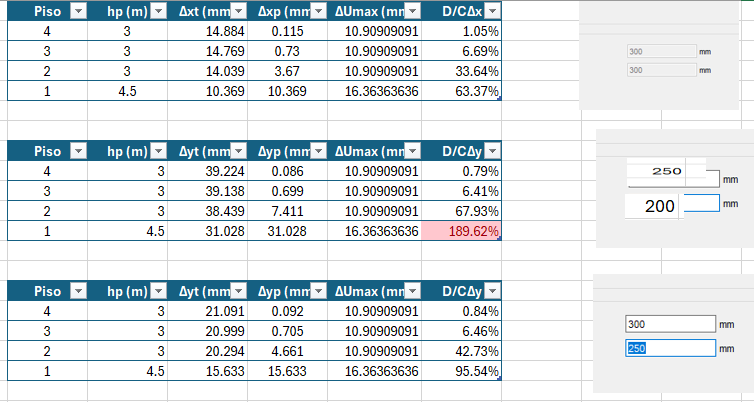 Piso hp (m) Δxt (mm Δxp (mm ΔUmax (mm D/CΔx
4 3 14.884 0.115 10.90909091 1.05%
3 3 14.769 0.73 10.90909091 6.69%
2 3 14.039 3.67 10.90909091 33.64%
1 4.5 10.369 10.369 16.36363636 63.37%
300 mm
300 mm
Piso hp (m) Δyt (mm Δyp (mm ΔUmax (mm D/CΔy
4 3 39.224 0.086 10.90909091 0.79%
3 3 39.138 0.699 10.90909091 6.41%
2 3 38.439 7.411 10.90909091 67.93%
1 4.5 31.028 31.028 16.36363636 189.62%
250 mm
200 mm
Piso hp (m) Δyt (mm Δyp (mm ΔUmax (mm D/CΔy
4 3 21.091 0.092 10.90909091 0.84%
3 3 20.999 0.705 10.90909091 6.46%
2 3 20.294 4.661 10.90909091 42.73%
1 4.5 15.633 15.633 16.36363636 95.54%
300 mm
250 mm